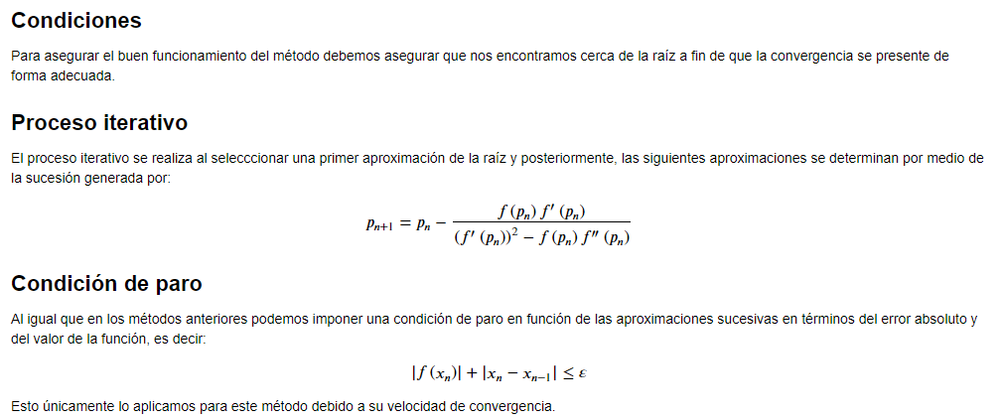 Condiciones
Para asegurar el buen funcionamiento del método debemos asegurar que nos encontramos cerca de la raíz a fin de que la convergencia se presente de
forma adecuada.
Proceso iterativo
El proceso iterativo se realiza al selecccionar una primer aproximación de la raíz y posteriormente, las siguientes aproximaciones se determinan por medio de
la sucesión generada por:
p_{n+1} = p_n − \frac{f (p_n) f′ (p_n)}{(f′ (p_n))^2 − f (p_n) f″ (p_n)}
Condición de paro
Al igual que en los métodos anteriores podemos imponer una condición de paro en función de las aproximaciones sucesivas en términos del error absoluto y
del valor de la función, es decir:
|f (x_n)| + |x_n − x_{n−1}| ≤ ε
Esto únicamente lo aplicamos para este método debido a su velocidad de convergencia.